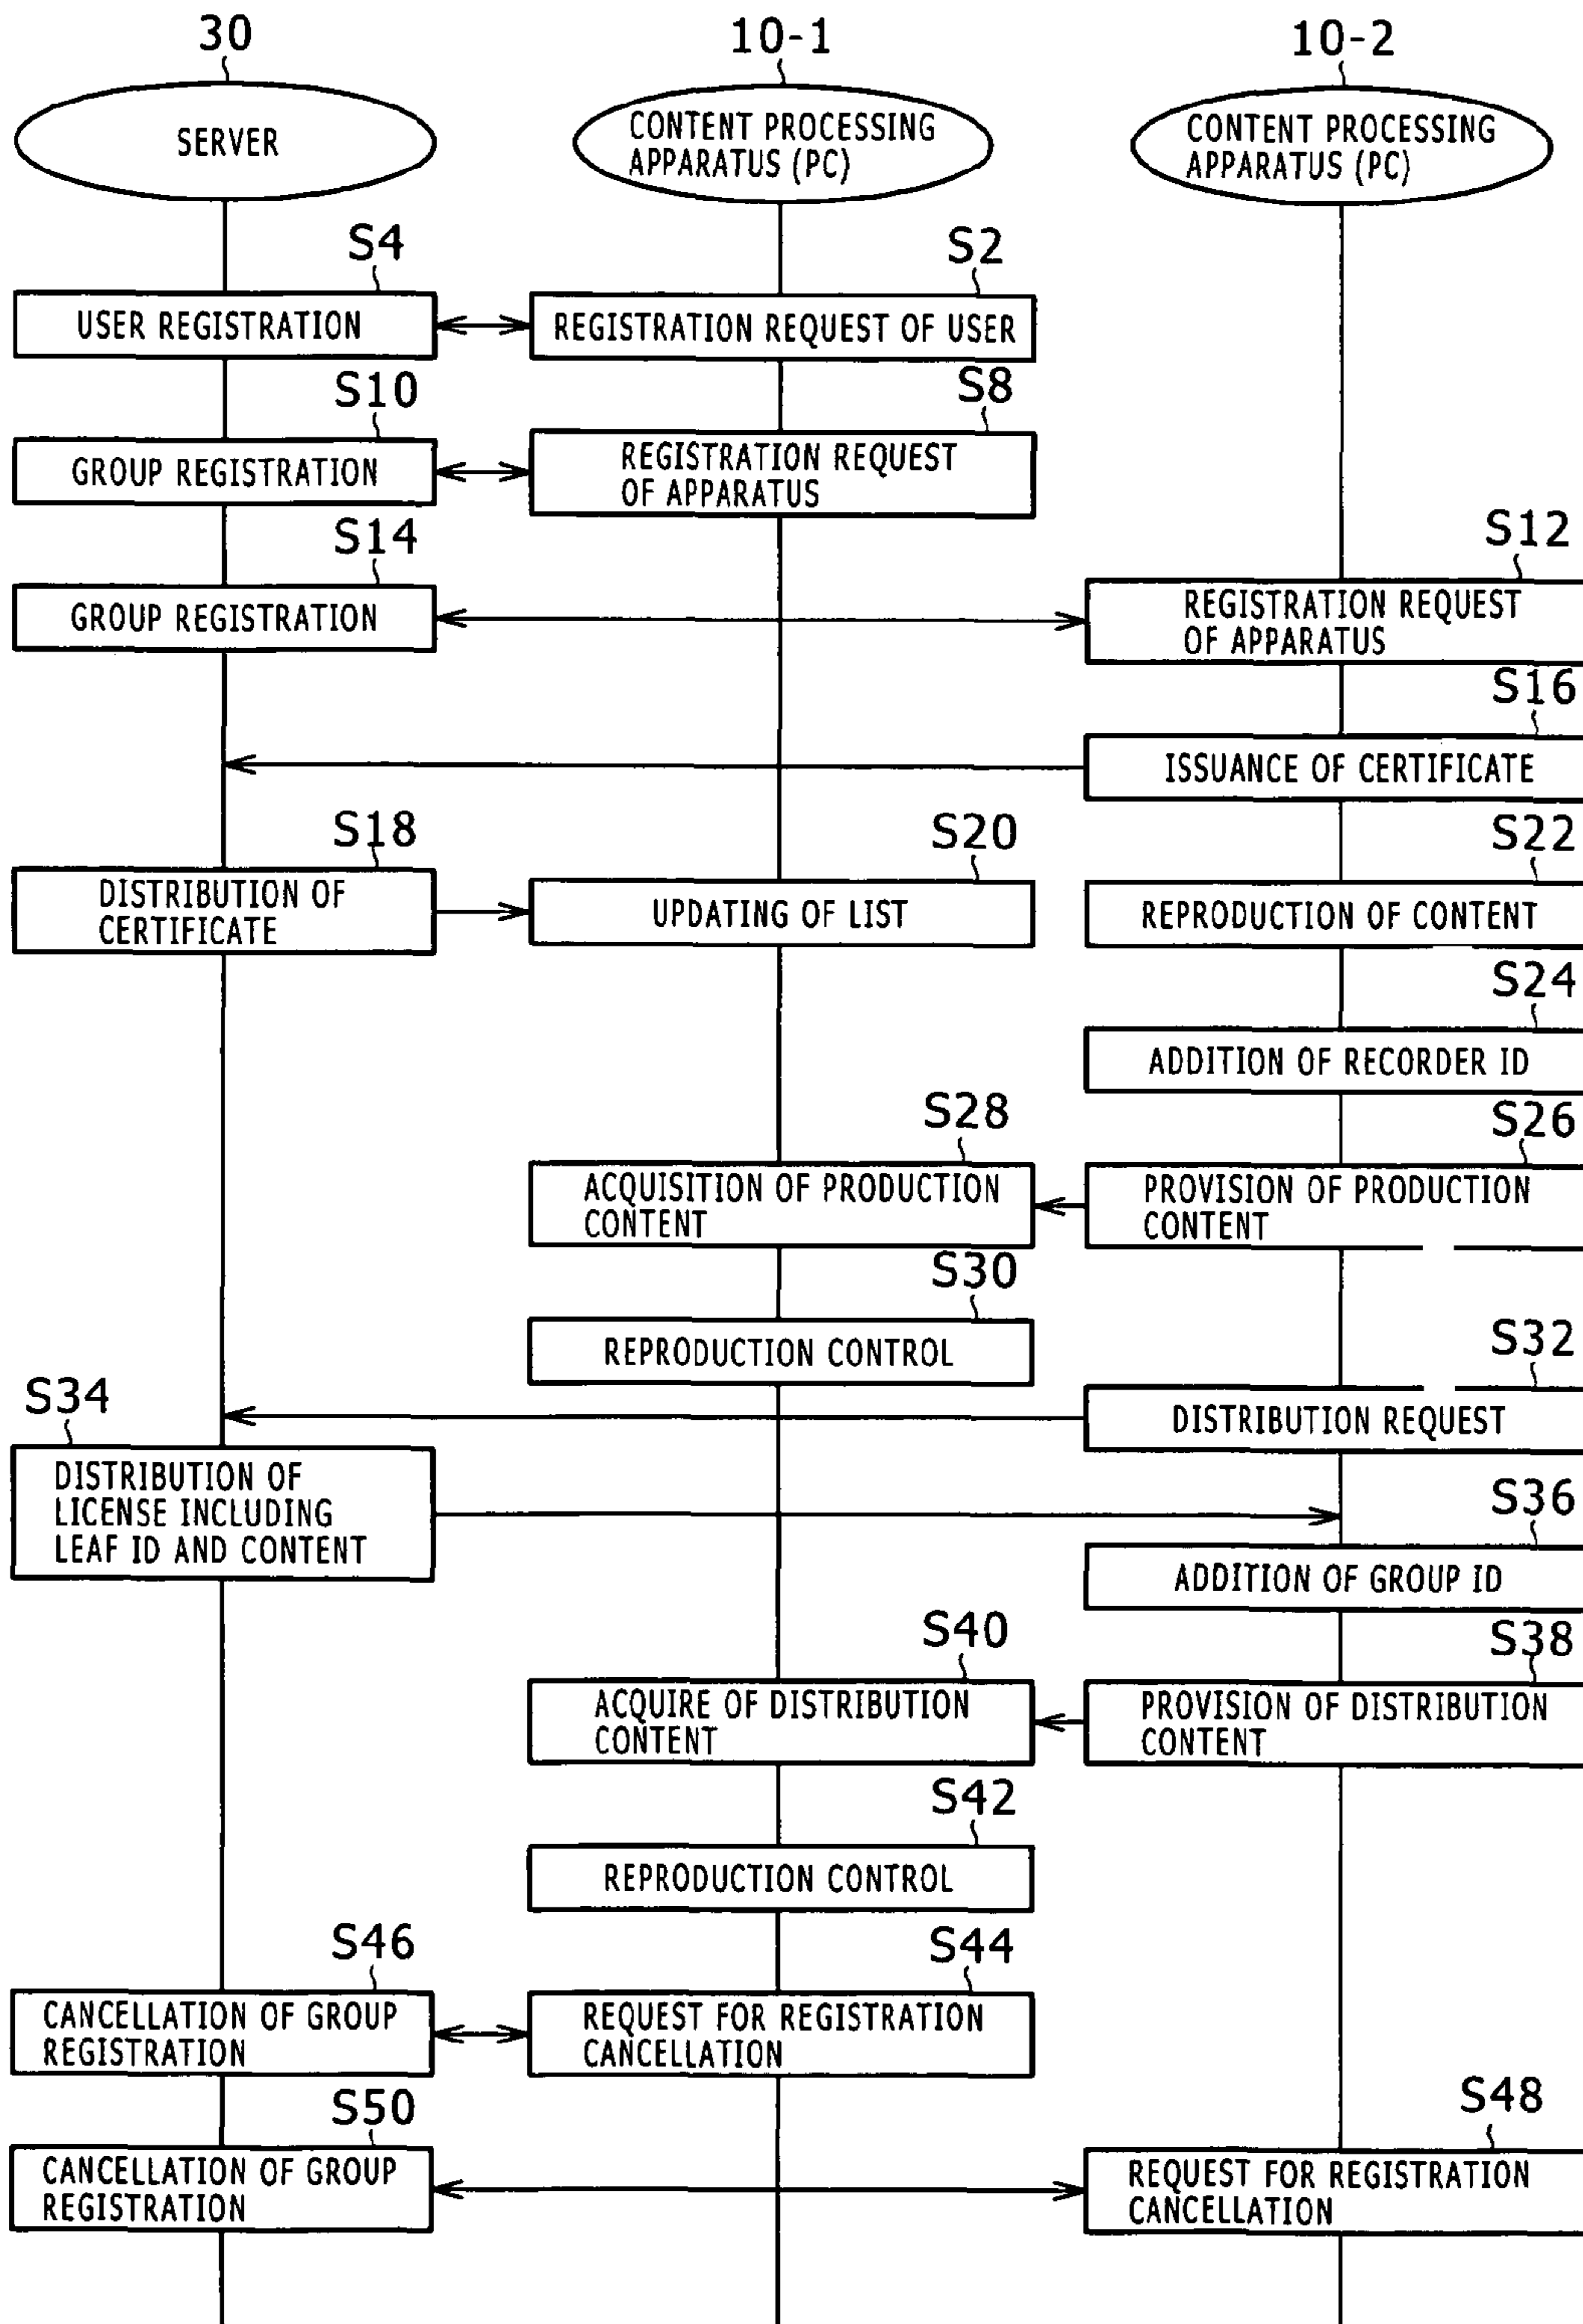 30
10-1
10-2
SERVER
CONTENT PROCESSING
APPARATUS (PC)
CONTENT PROCESSING
APPARATUS (PC)
S4
S2
USER REGISTRATION
REGISTRATION REQUEST OF USER
S10
S8
GROUP REGISTRATION
REGISTRATION REQUEST
OF APPARATUS
S14
S12
GROUP REGISTRATION
REGISTRATION REQUEST
OF APPARATUS
S16
ISSUANCE OF CERTIFICATE
S18
S20
S22
DISTRIBUTION OF
CERTIFICATE
UPDATING OF LIST
REPRODUCTION OF CONTENT
S24
ADDITION OF RECORDER ID
S28
S26
ACQUISITION OF PRODUCTION
CONTENT
PROVISION OF PRODUCTION
CONTENT
S30
REPRODUCTION CONTROL
S32
DISTRIBUTION REQUEST
S34
DISTRIBUTION OF
LICENSE INCLUDING
LEAF ID AND CONTENT
S36
ADDITION OF GROUP ID
S40
S38
ACQUIRE OF DISTRIBUTION
CONTENT
PROVISION OF DISTRIBUTION
CONTENT
S42
REPRODUCTION CONTROL
S46
S44
CANCELLATION OF GROUP
REGISTRATION
REQUEST FOR REGISTRATION
CANCELLATION
S50
S48
CANCELLATION OF GROUP
REGISTRATION
REQUEST FOR REGISTRATION
CANCELLATION